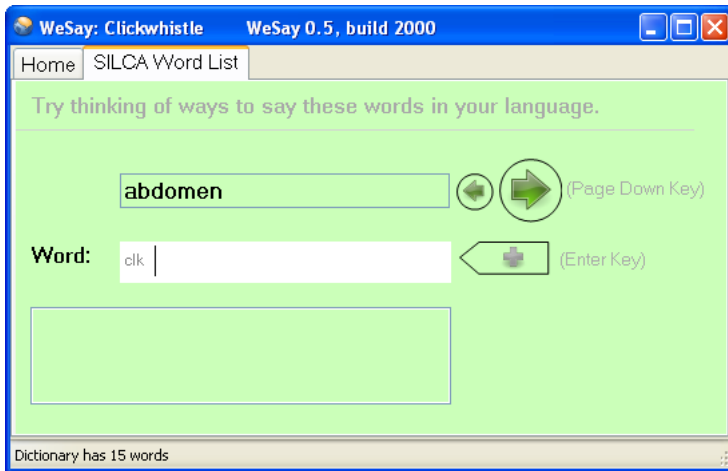 WeSay: Clickwhistle WeSay 0.5, build 2000
Home SILCA Word List
Try thinking of ways to say these words in your language.
abdomen (Page Down Key)
Word: clk (Enter Key)
Dictionary has 15 words